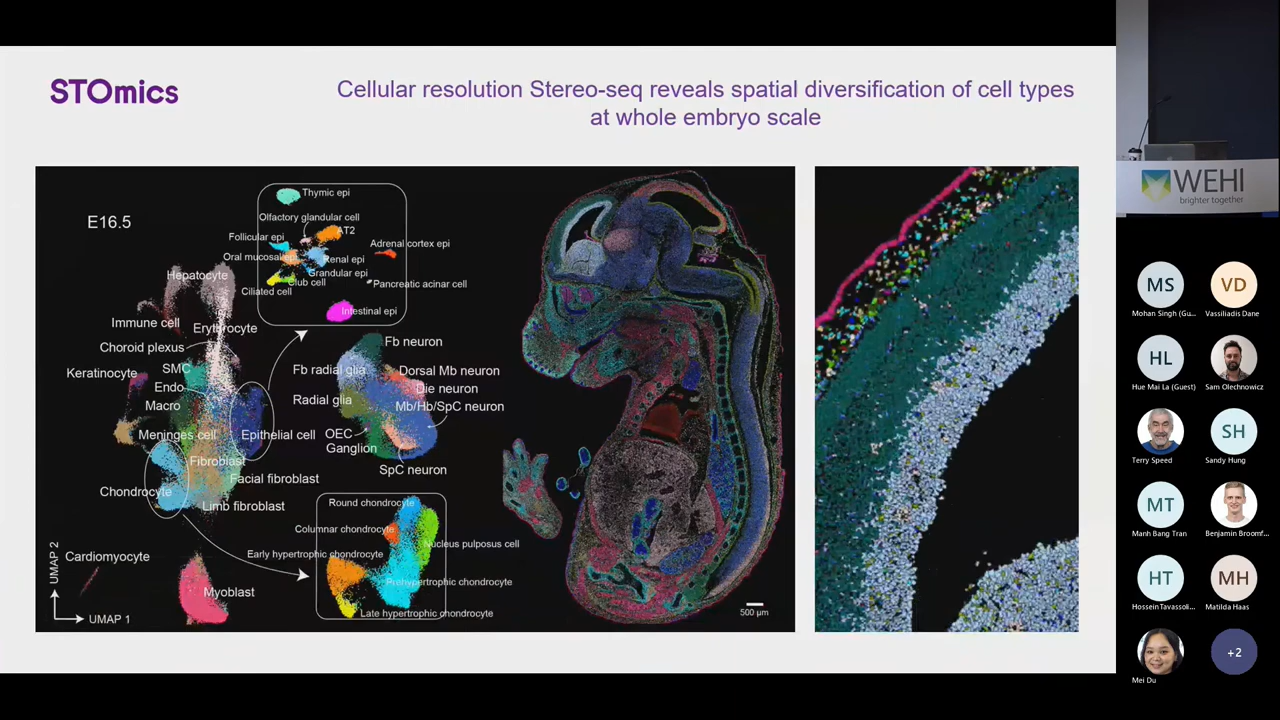 STOmics
Cellular resolution Stereo-seq reveals spatial diversification of cell types
at whole embryo scale
E16.5
Thymic epi
Olfactory glandular cell
AT2
Follicular epi
Adrenal cortex epi
Oral mucosal epi
Renal epi
Grandular epi
Club cell
Pancreatic acinar cell
Ciliated cell
Intestinal epi
Hepatocyte
Immune cell
Erythrocyte
Choroid plexus
Keratinocyte
SMC
Endo
Macro
Meninges cell
Epithelial cell
Fibroblast
Facial fibroblast
Chondrocyte
Limb fibroblast
Fb neuron
Fb radial glia
Dorsal Mb neuron
Die neuron
Radial glia
Mb/Hb/SpC neuron
OEC
Ganglion
SpC neuron
Round chondrocyte
Columnar chondrocyte
Nucleus pulposus cell
Early hypertrophic chondrocyte
Prehypertrophic chondrocyte
Late hypertrophic chondrocyte
Cardiomyocyte
Myoblast
UMAP 2
UMAP 1
500 μm
WEHI
brighter together
MS
Mohan Singh (Gu...
VD
Vassiliadis Dane
HL
Hue Mai La (Guest)
Sam Olechnowicz
Terry Speed
SH
Sandy Hung
MT
Manh Bang Tran
Benjamin Broomf...
HT
Hossein Tavassoli...
MH
Matilda Haas
Mei Du
+2